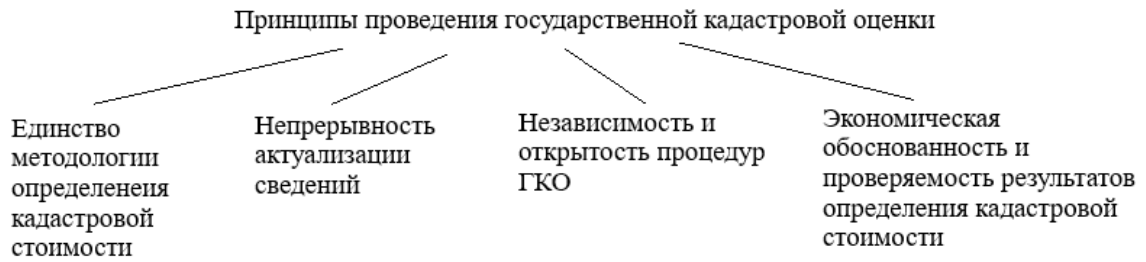 Принципы проведения государственной кадастровой оценки
Единство
методологии
определенеия
кадастровой
стоимости
Непрерывность
актуализации
сведений
Независимость и
открытость процедур
ГКО
Экономическая
обоснованность и
проверяемость результатов
определения кадастровой
стоимости